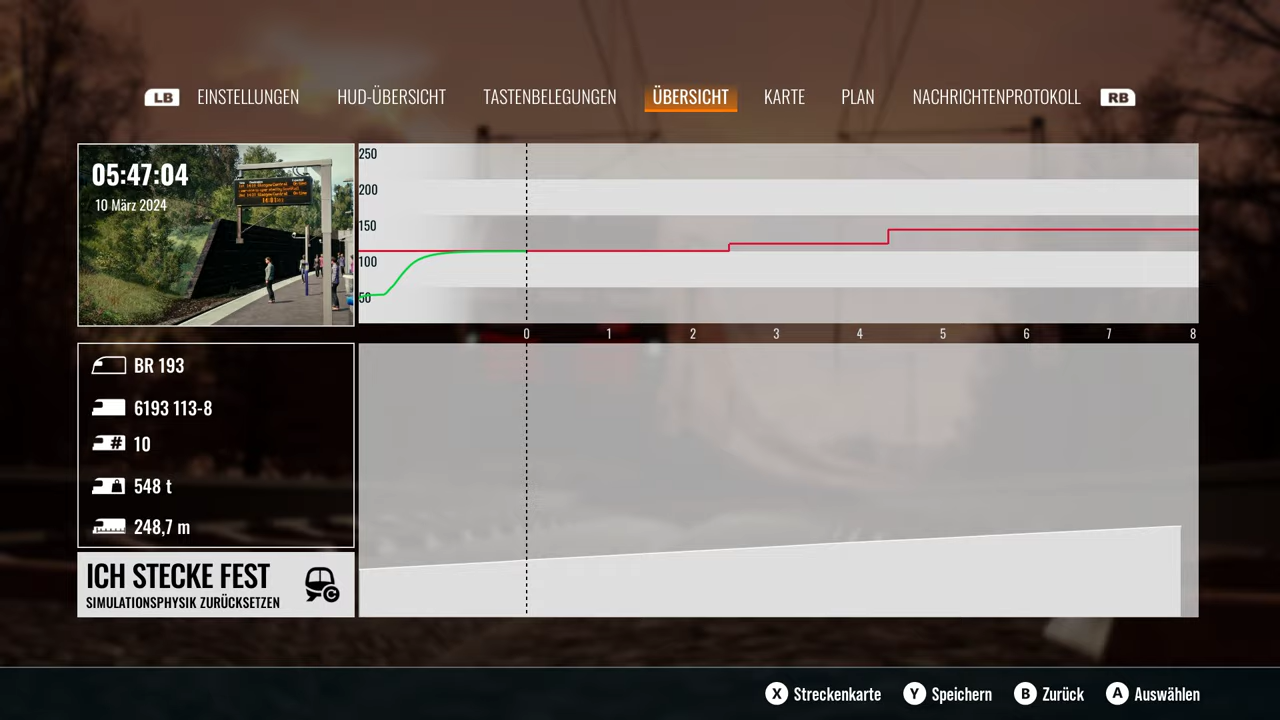 LB EINSTELLUNGEN HUD-ÜBERSICHT TASTENBELEGUNGEN ÜBERSICHT KARTE PLAN NACHRICHTENPROTOKOLL RB
05:47:04
10 März 2024
250
200
150
100
50
0 1 2 3 4 5 6 7 8
BR 193
6193 113-8
# 10
548 t
248,7 m
ICH STECKE FEST
SIMULATIONSPHYSIK ZURÜCKSETZEN
X Streckenkarte Y Speichern B Zurück A Auswählen